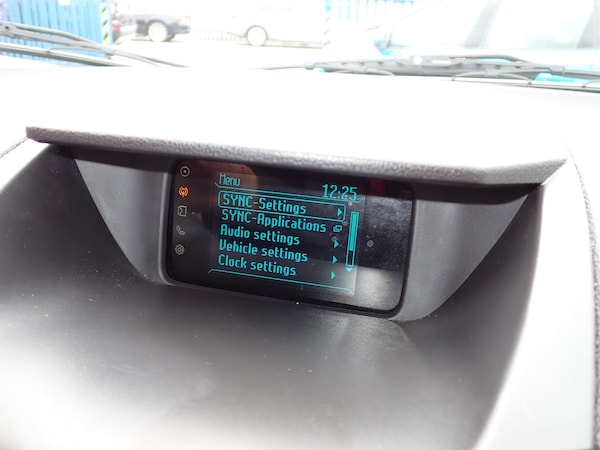 Menu
12:25
SYNC-Settings
SYNC-Applications
Audio settings
Vehicle settings
Clock settings